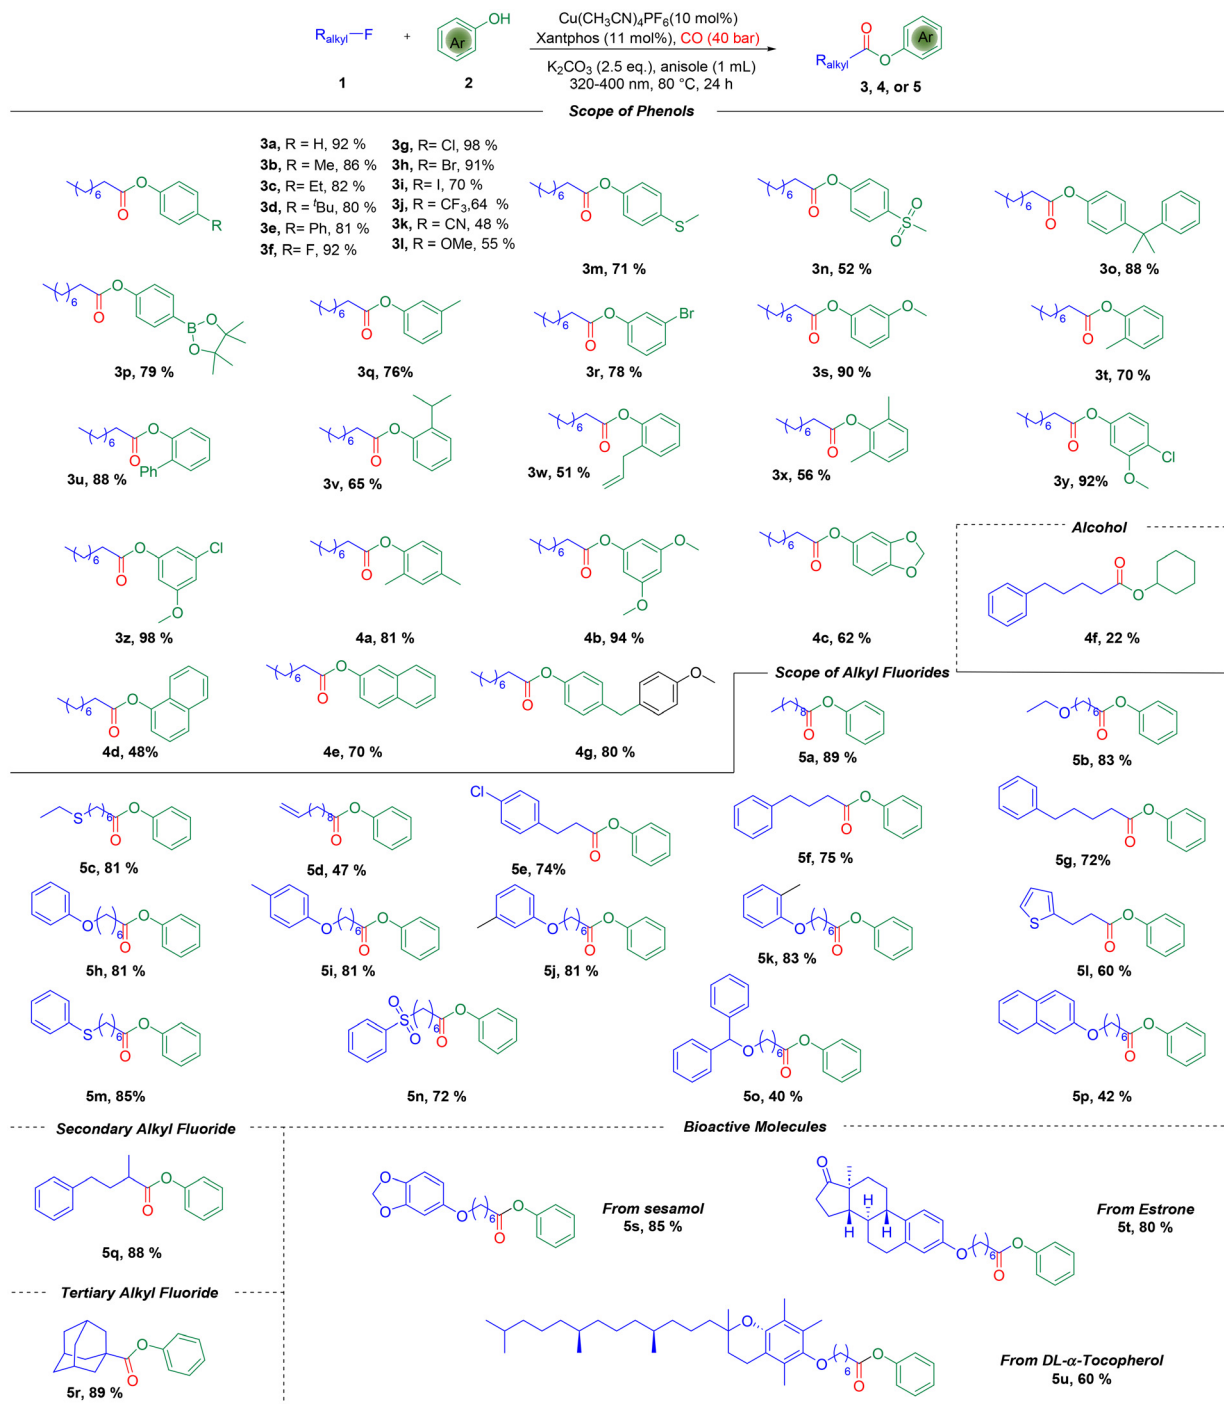 Cu(CH3CN)4PF6(10 mol%)
Xantphos (11 mol%), CO (40 bar)
K2CO3 (2.5 eq.), anisole (1 mL)
320-400 nm, 80 °C, 24 h
Ralkyl—F + Ar OH
Ralkyl O O Ar
1 2 3, 4, or 5
Scope of Phenols
3a, R = H, 92 %
3b, R = Me, 86 %
3c, R= Et, 82 %
3d, R = tBu, 80 %
3e, R= Ph, 81 %
3f, R= F, 92 %
3g, R= Cl, 98 %
3h, R= Br, 91%
3i, R= I, 70 %
3j, R= CF3,64 %
3k, R = CN, 48 %
3l, R = OMe, 55 %
3m, 71 %
3n, 52 %
3o, 88 %
3p, 79 %
3q, 76%
3r, 78 %
3s, 90 %
3t, 70 %
3u, 88 %
3v, 65 %
3w, 51 %
3x, 56 %
3y, 92%
3z, 98 %
4a, 81 %
4b, 94 %
4c, 62 %
Alcohol
4f, 22 %
4d, 48%
4e, 70 %
4g, 80 %
Scope of Alkyl Fluorides
5a, 89 %
5b, 83 %
5c, 81 %
5d, 47 %
5e, 74%
5f, 75 %
5g, 72%
5h, 81 %
5i, 81 %
5j, 81 %
5k, 83 %
5l, 60 %
5m, 85%
5n, 72 %
5o, 40 %
5p, 42 %
Secondary Alkyl Fluoride
5q, 88 %
Tertiary Alkyl Fluoride
5r, 89 %
Bioactive Molecules
From sesamol
5s, 85 %
From Estrone
5t, 80 %
From DL-α-Tocopherol
5u, 60 %